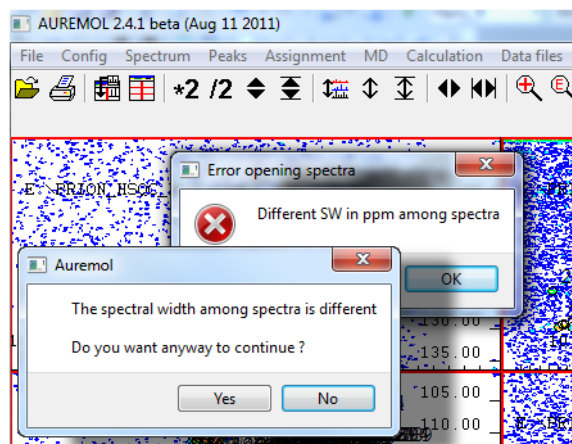 AUREMOL 2.4.1 beta (Aug 11 2011)
File Config Spectrum Peaks Assignment MD Calculation Data files
*2 /2
E
Error opening spectra
Different SW in ppm among spectra
OK
Auremol
The spectral width among spectra is different
Do you want anyway to continue ?
Yes No
130.00
135.00
105.00
110.00